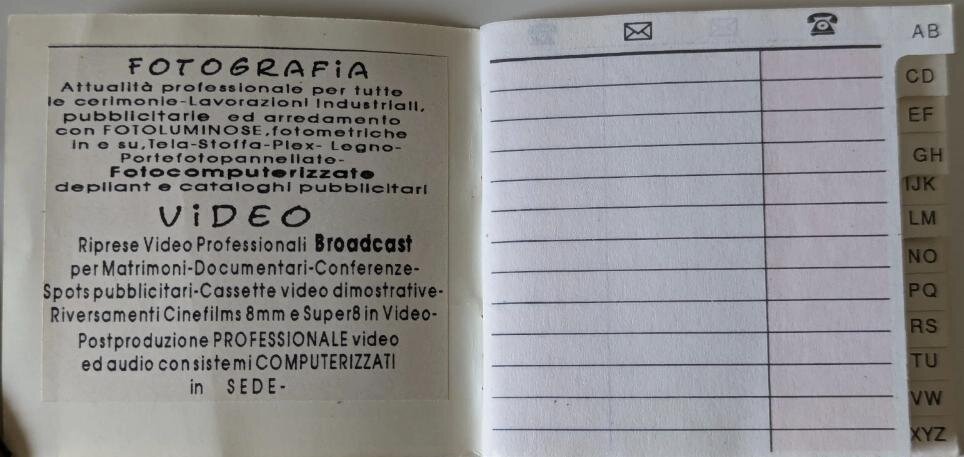 FOTOGRAFiA
Attualità professionale per tutte
le cerimonie-Lavorazioni Industriali,
pubblicitarie ed arredamento
con FOTOLUMINOSE,fotometriche
in e su,Tela-Stoffa-Plex- Legno-
Portefotopannellate-
Fotocomputerizzate
depliant e cataloghi pubblicitari
ViDEO
Riprese Video Professionali Broadcast
per Matrimoni-Documentari-Conferenze-
Spots pubblicitari-Cassette video dimostrative-
Riversamenti Cinefilms 8mm e Super8 in Video-
Postproduzione PROFESSIONALE video
ed audio con sistemi COMPUTERIZZATI
in SEDE-
AB
CD
EF
GH
IJK
LM
NO
PQ
RS
TU
VW
XYZ